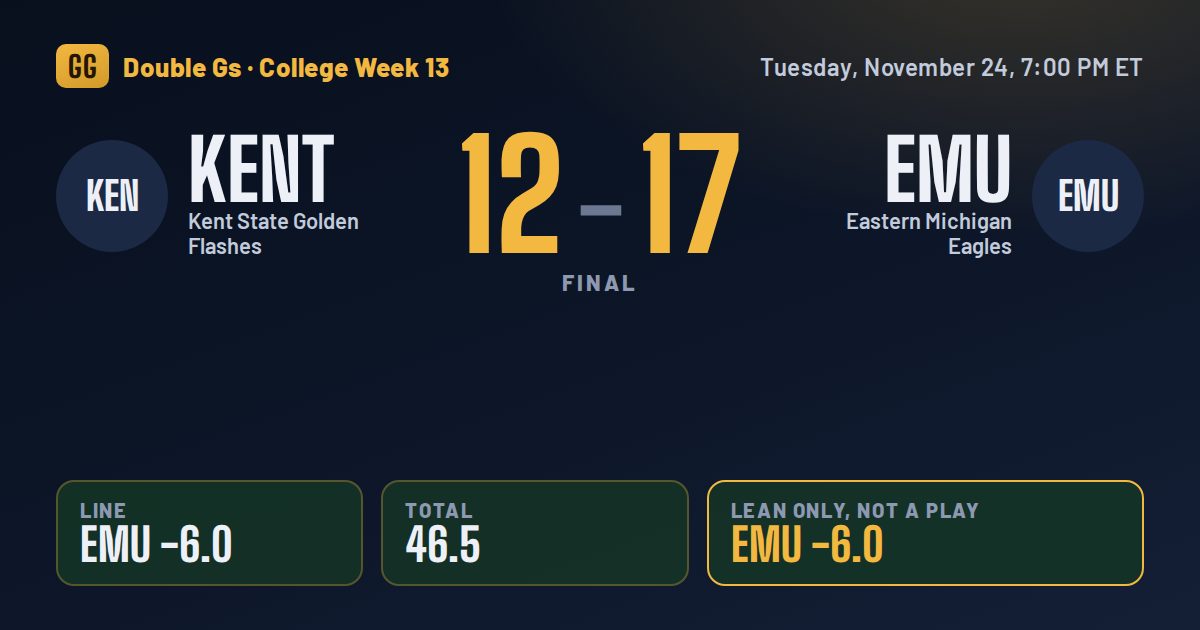 GG Double Gs · College Week 13
Tuesday, November 24, 7:00 PM ET
KEN
KENT
Kent State Golden
Flashes
12 – 17
FINAL
EMU
Eastern Michigan
Eagles
EMU
LINE
EMU −6.0
TOTAL
46.5
LEAN ONLY, NOT A PLAY
EMU −6.0